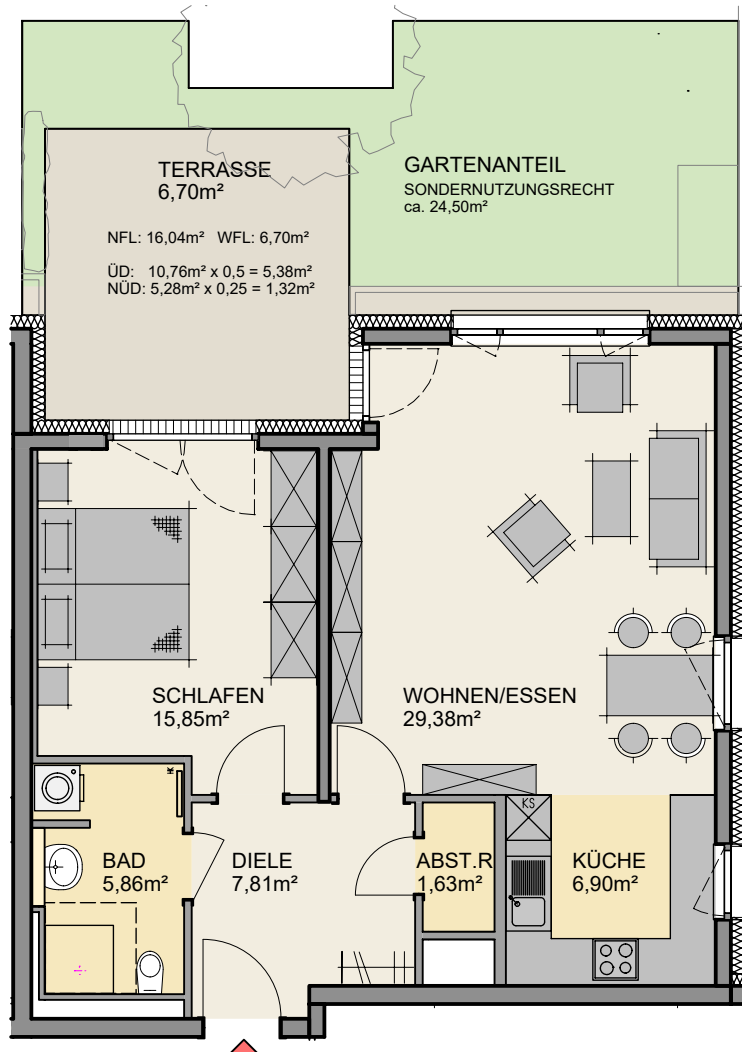 TERRASSE
6,70m²
NFL: 16,04m² WFL: 6,70m²
ÜD: 10,76m² x 0,5 = 5,38m²
NÜD: 5,28m² x 0,25 = 1,32m²
GARTENANTEIL
SONDERNUTZUNGSRECHT
ca. 24,50m²
SCHLAFEN
15,85m²
WOHNEN/ESSEN
29,38m²
HK
KS
BAD
5,86m²
DIELE
7,81m²
ABST.R
1,63m²
KÜCHE
6,90m²